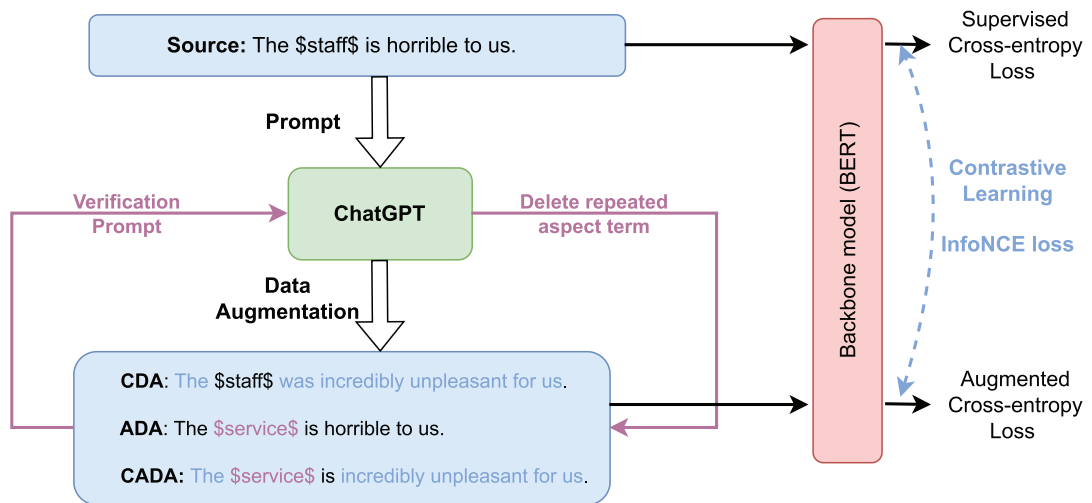 Source: The $staff$ is horrible to us.
Supervised
Cross-entropy
Loss
Prompt
Verification
Prompt
ChatGPT
Delete repeated
aspect term
Data
Augmentation
Backbone model (BERT)
Contrastive
Learning
InfoNCE loss
CDA: The $staff$ was incredibly unpleasant for us.
ADA: The $service$ is horrible to us.
CADA: The $service$ is incredibly unpleasant for us.
Augmented
Cross-entropy
Loss